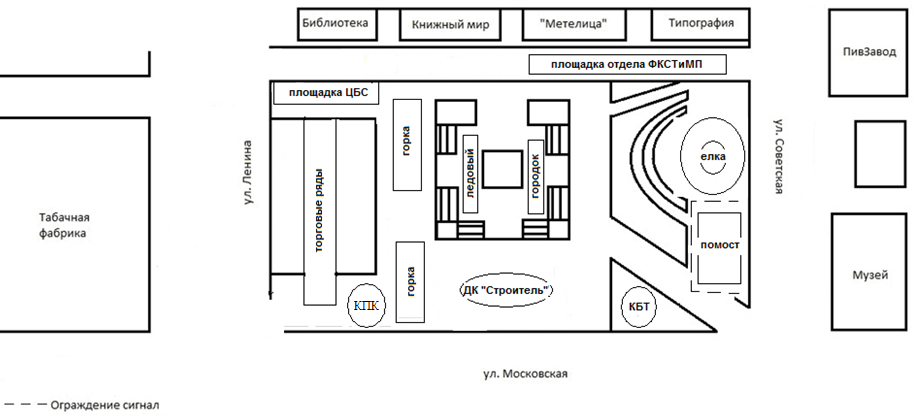 Библиотека
Книжный мир
"Метелица"
Типография
ПивЗавод
площадка отдела ФКСТиМП
площадка ЦБС
горка
ледовый
городок
елка
ул. Советская
ул. Ленина
торговые ряды
Табачная
фабрика
помост
Музей
горка
ДК "Строитель"
КПК
КБТ
ул. Московская
Ограждение сигнал